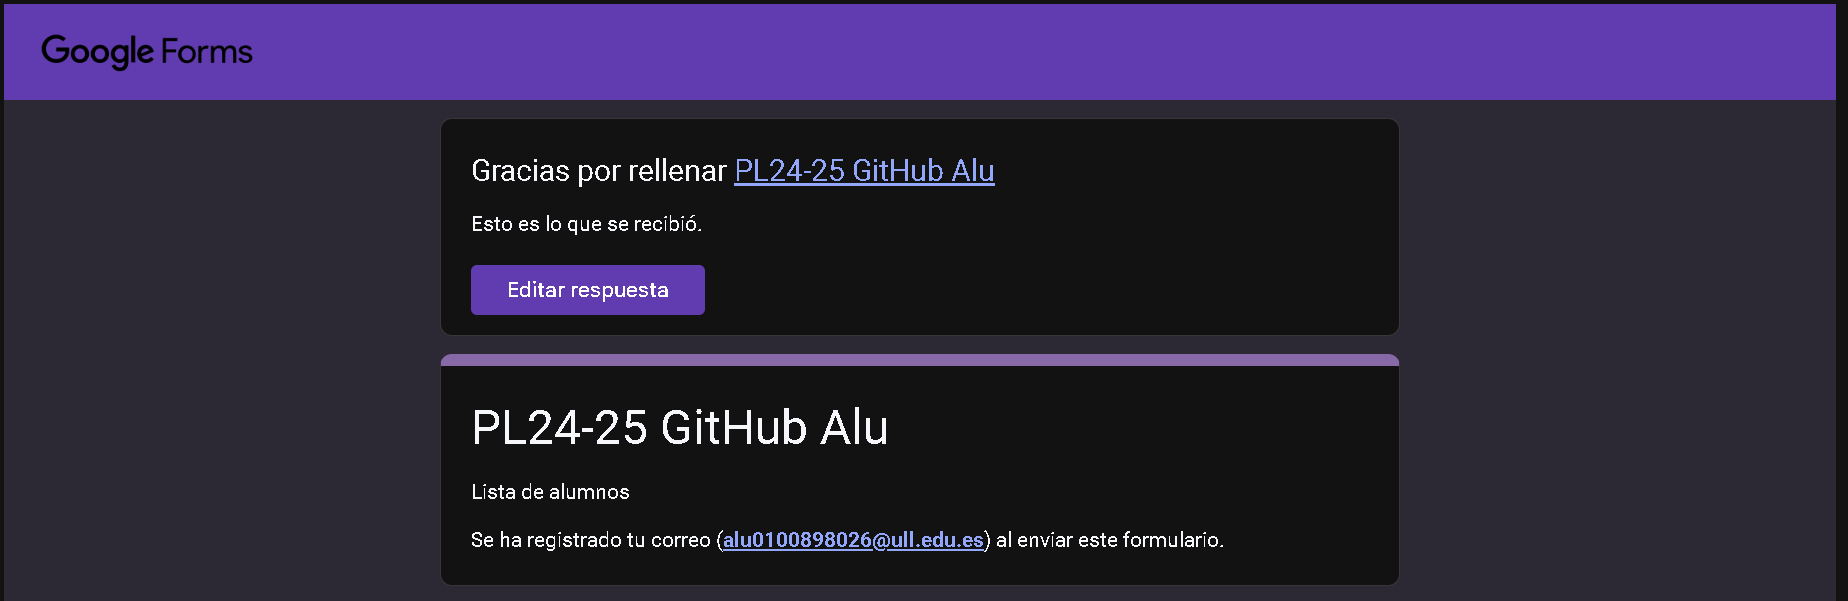 Google Forms
Gracias por rellenar PL24-25 GitHub Alu
Esto es lo que se recibió.
Editar respuesta
PL24-25 GitHub Alu
Lista de alumnos
Se ha registrado tu correo (alu0100898026@ull.edu.es) al enviar este formulario.